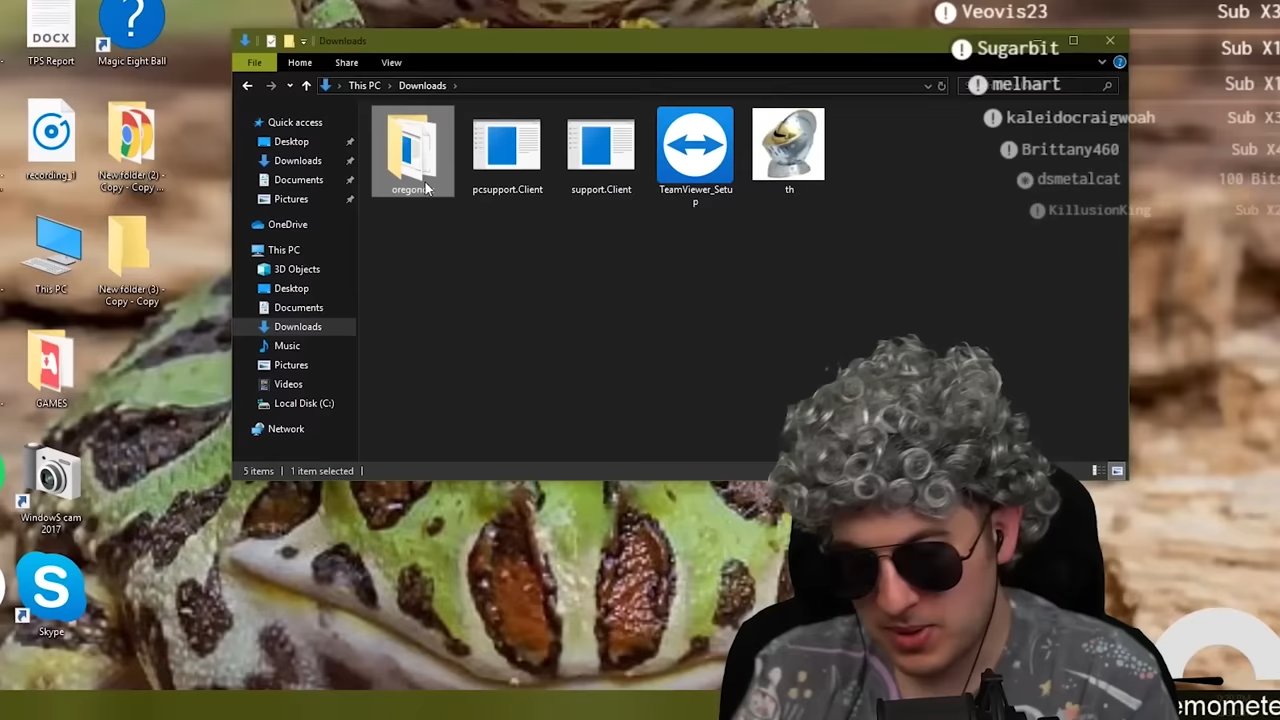 Veovis23 Sub X3
Sugarbit Sub X1
melhart Sub X1
kaleidocraigwoah Sub X3
Brittany460 Sub X4
dsmetalcat 100 Bits
KillusionKing Sub X2
DOCX
TPS Report
Magic Eight Ball
recording_1
New folder (2) - Copy - Copy ...
This PC
New folder (3) - Copy - Copy
GAMES
WindowS cam 2017
Skype
Downloads
File Home Share View
This PC Downloads
Quick access
Desktop
Downloads
Documents
Pictures
OneDrive
This PC
3D Objects
Desktop
Documents
Downloads
Music
Pictures
Videos
Local Disk (C:)
Network
pcsupport.Client
support.Client
TeamViewer_Setu
p
th
5 items 1 item selected